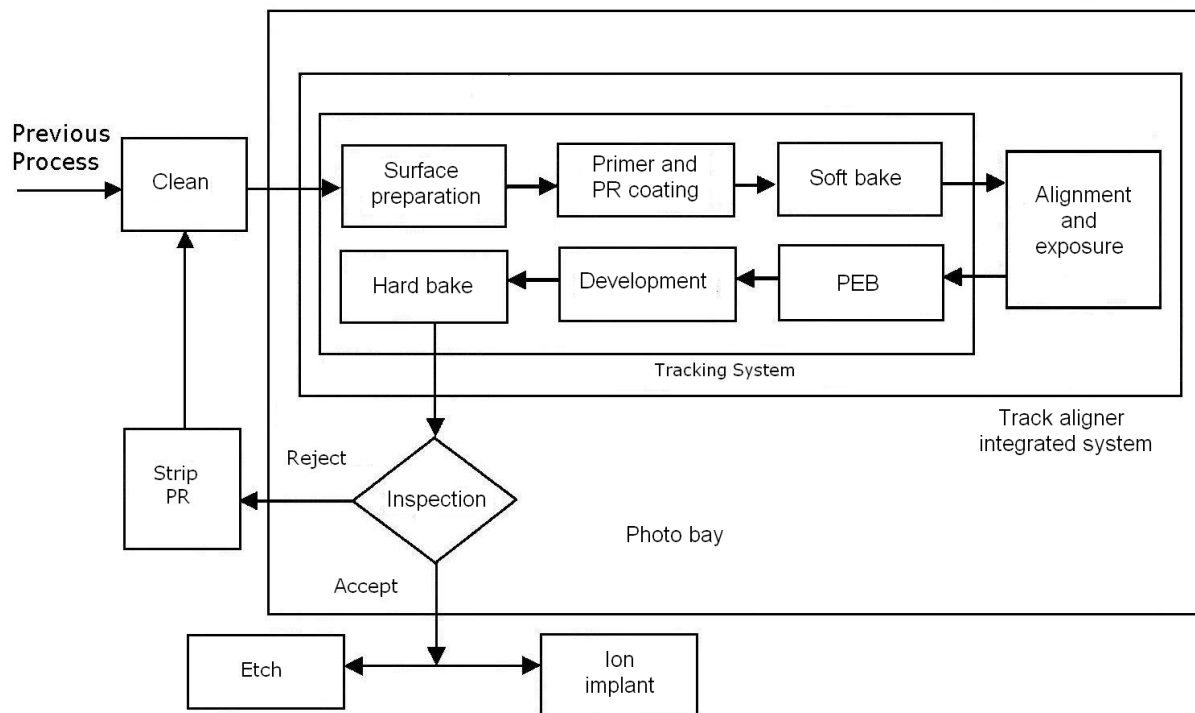 Previous
Process
Clean
Surface
preparation
Primer and
PR coating
Soft bake
Alignment
and
exposure
Hard bake
Development
PEB
Tracking System
Track aligner
integrated system
Strip
PR
Reject
Inspection
Photo bay
Accept
Etch
Ion
implant